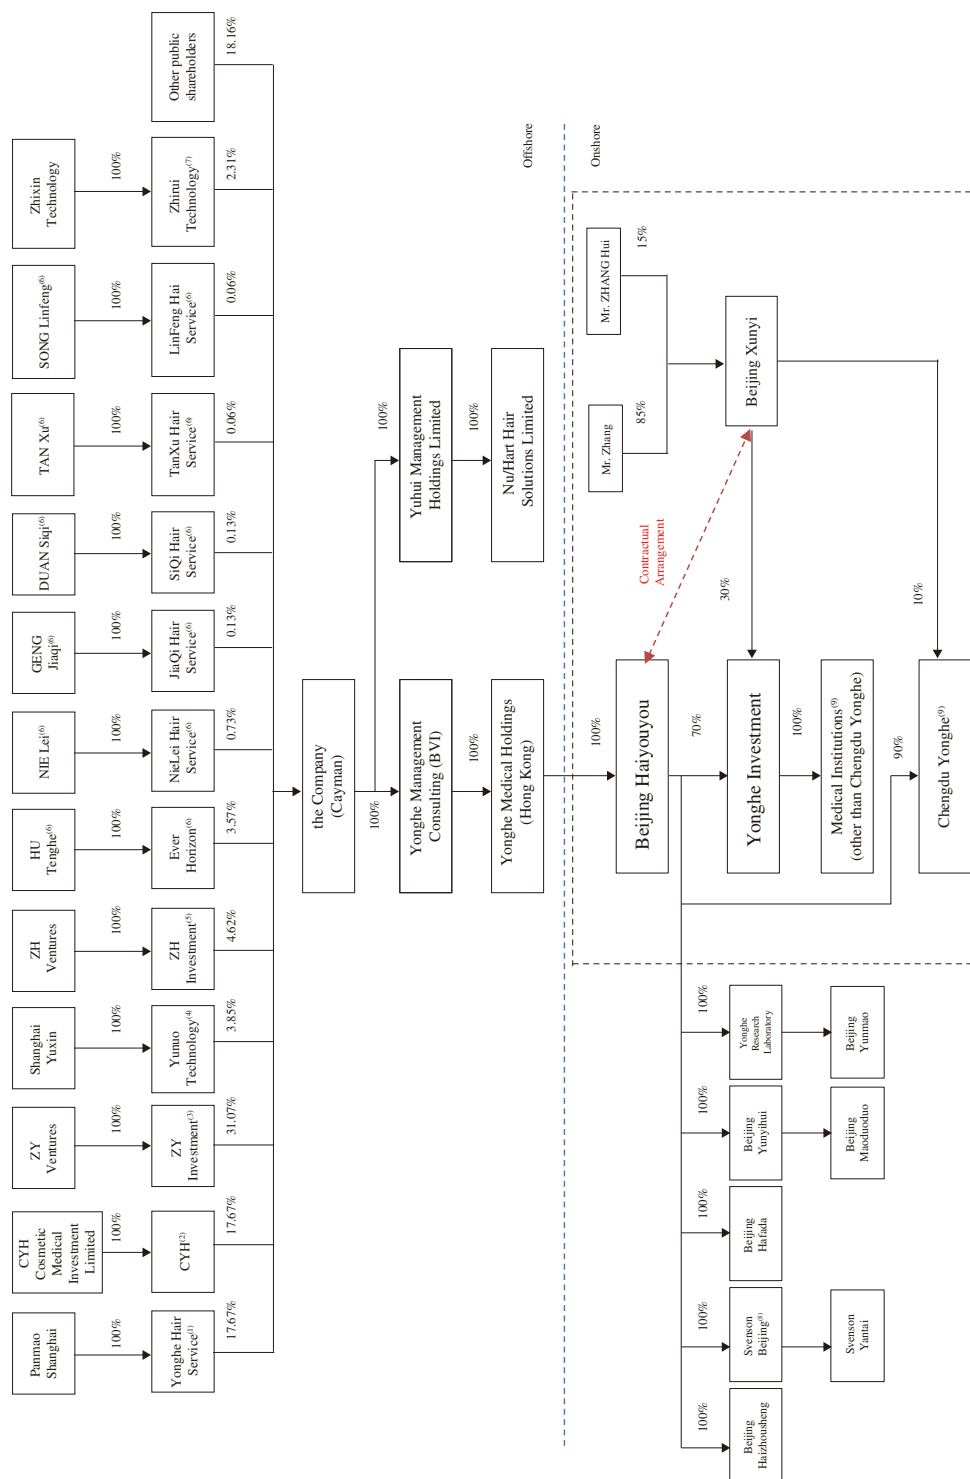 Panmao
Shanghai
CYH
Cosmetic
Medical
Investment
Limited
ZY
Ventures
Shanghai
Yuxin
ZH
Ventures
HU
Tenghe(6)
NIE Lei(6)
GENG
Jiaqi(6)
DUAN Siqi(6)
TAN Xu(6)
SONG Linfeng(6)
Zhixin
Technology
100%
100%
100%
100%
100%
100%
100%
100%
100%
100%
100%
100%
Yonghe Hair
Service(1)
CYH(2)
ZY
Investment(3)
Yunuo
Technology(4)
ZH
Investment(5)
Ever
Horizon(6)
NieLei Hair
Service(6)
JiaQi Hair
Service(6)
SiQi Hair
Service(6)
TanXu Hair
Service(6)
LinFeng Hai
Service(6)
Zhirui
Technology(7)
Other public
shareholders
17.67%
17.67%
31.07%
3.85%
4.62%
3.57%
0.73%
0.13%
0.13%
0.06%
0.06%
2.31%
18.16%
the Company
(Cayman)
100%
100%
Yonghe Management
Consulting (BVI)
Yuhui Management
Holdings Limited
100%
100%
Yonghe Medical Holdings
(Hong Kong)
Nu/Hart Hair
Solutions Limited
Offshore
Onshore
100%
Mr. Zhang
Mr. ZHANG Hui
85%
15%
Beijing Haiyouyou
Contractual
Arrangement
Beijing Xunyi
70%
30%
100%
100%
100%
100%
100%
Yonghe Investment
Beijing
Haizhousheng
Svenson
Beijing(8)
Beijing
Hafada
Beijing
Yunyihui
Yonghe
Research
Laboratory
100%
Medical Institutions(9)
(other than Chengdu Yonghe)
Svenson
Yantai
Beijing
Maoduoduo
Beijing
Yunmao
90%
10%
Chengdu Yonghe(9)